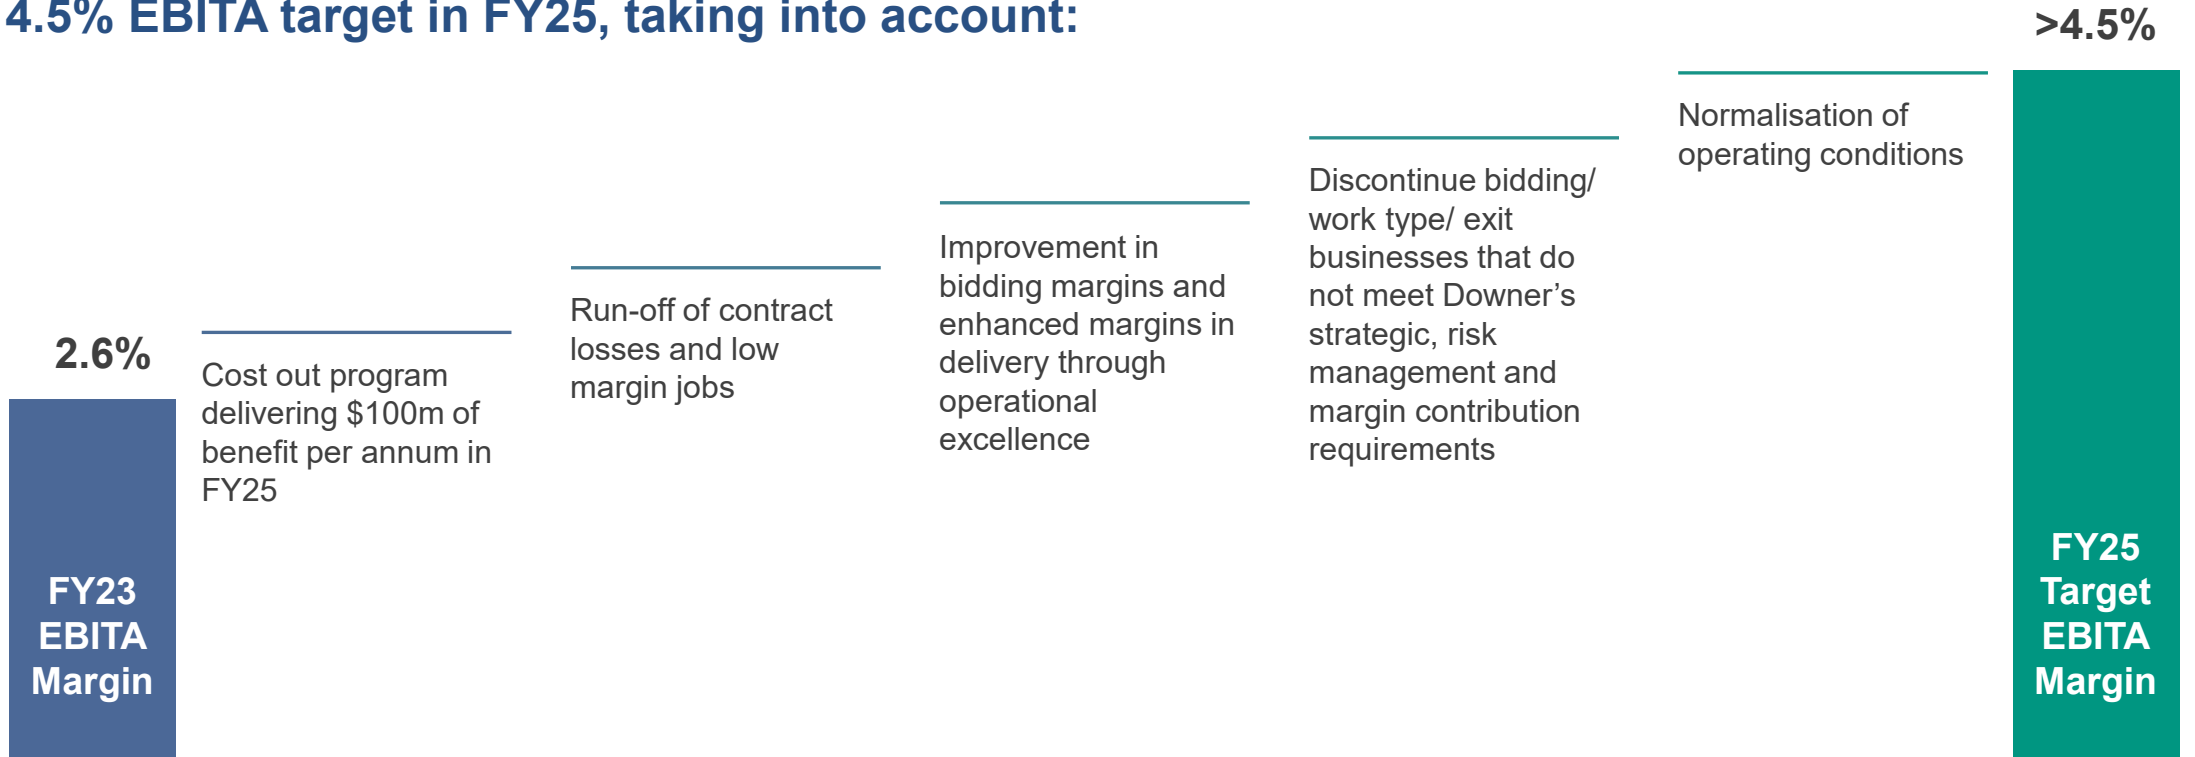 4.5% EBITA target in FY25, taking into account:
2.6%
FY23
EBITA
Margin
Cost out program
delivering $100m of
benefit per annum in
FY25
Run-off of contract
losses and low
margin jobs
Improvement in
bidding margins and
enhanced margins in
delivery through
operational
excellence
Discontinue bidding/
work type/ exit
businesses that do
not meet Downer’s
strategic, risk
management and
margin contribution
requirements
Normalisation of
operating conditions
>4.5%
FY25
Target
EBITA
Margin